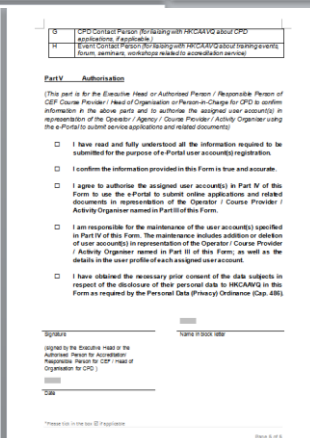 G CPD Contact Person (for liaising with HKCAAVQ about CPD
applications, if applicable)
H Event Contact Person (for liaising with HKCAAVQ about training events,
forum, seminars, workshops related to accreditation service)
Part V Authorisation
(This part is for the Executive Head or Authorised Person / Responsible Person of
CEF Course Provider / Head of Organisation or Person-in-Charge for CPD to confirm
information in the above parts and to authorise the assigned user account(s) in
representation of the Operator / Agency / Course Provider / Activity Organiser using
the e-Portal to submit service applications and related documents)
☐ I have read and fully understood all the information required to be
submitted for the purpose of e-Portal user account(s) registration.
☐ I confirm the information provided in this Form is true and accurate.
☐ I agree to authorise the assigned user account(s) in Part IV of this
Form to use the e-Portal to submit online applications and related
documents in representation of the Operator / Course Provider /
Activity Organiser named in Part III of this Form.
☐ I am responsible for the maintenance of the user account(s) specified
in Part IV of this Form. The maintenance includes addition or deletion
of user account(s) in representation of the Operator / Course Provider
/ Activity Organiser named in Part III of this Form; as well as the
details in the user profile of each assigned user account.
☐ I have obtained the necessary prior consent of the data subjects in
respect of the disclosure of their personal data to HKCAAVQ in this
Form as required by the Personal Data (Privacy) Ordinance (Cap. 486).
Signature Name in block letter
(signed by the Executive Head or the
Authorised Person for Accreditation/
Responsible Person for CEF / Head of
Organisation for CPD)
Date
*Please tick in the box ☑ if applicable
Page 5 of 5